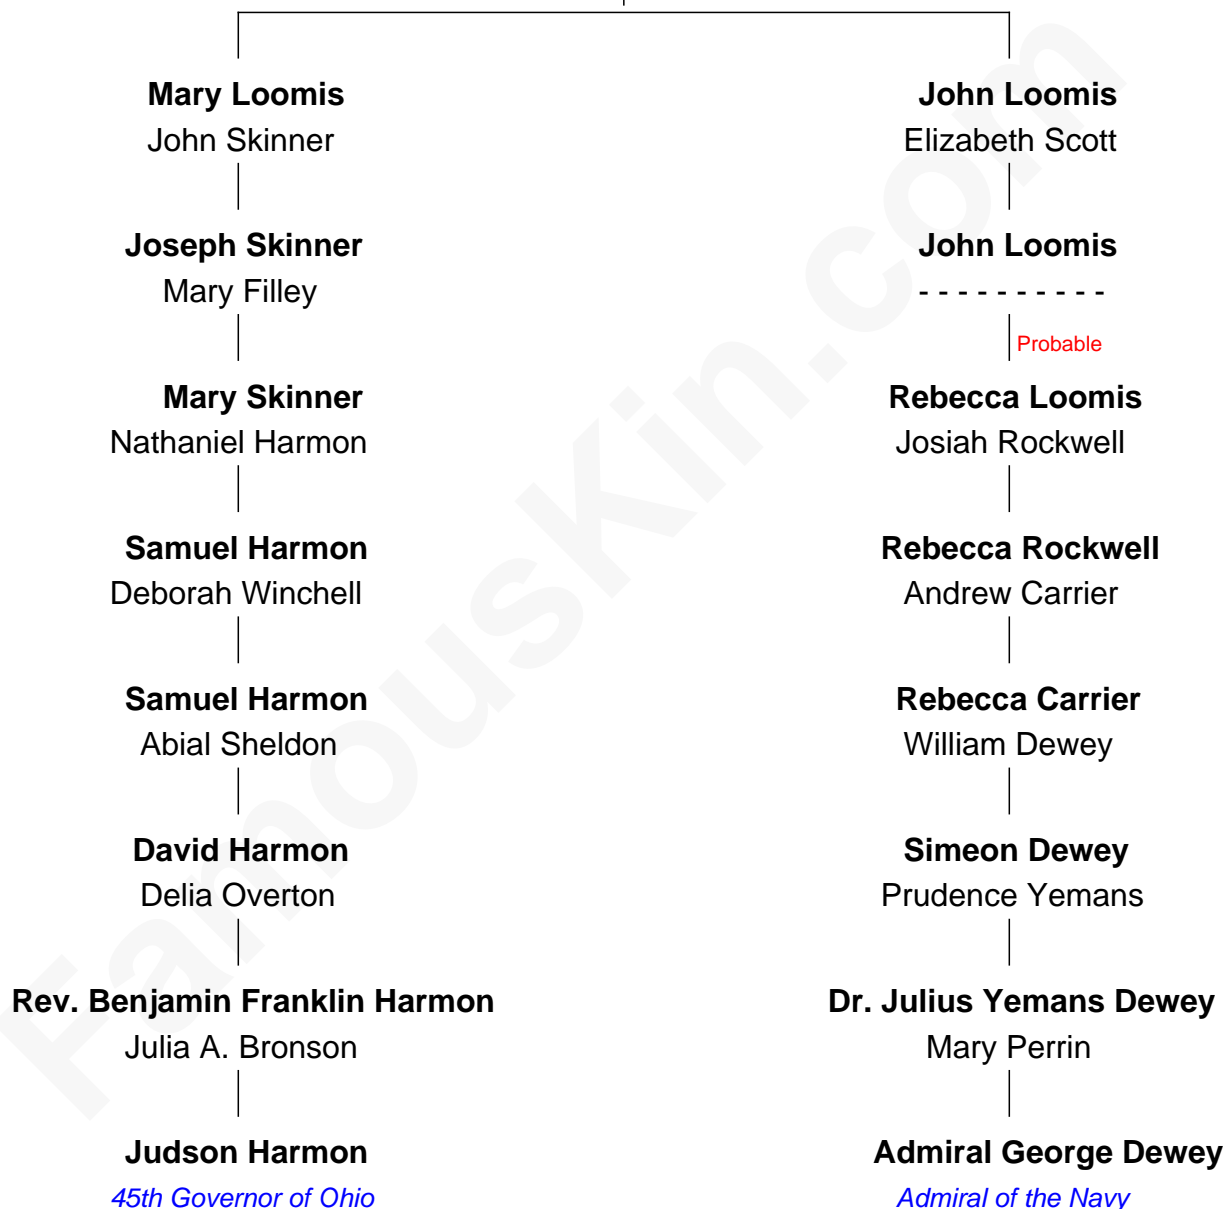 Mary Loomis
John Skinner
Joseph Skinner
Mary Filley
Mary Skinner
Nathaniel Harmon
Samuel Harmon
Deborah Winchell
Samuel Harmon
Abial Sheldon
David Harmon
Delia Overton
Rev. Benjamin Franklin Harmon
Julia A. Bronson
Judson Harmon
45th Governor of Ohio
John Loomis
Elizabeth Scott
John Loomis
- - - - - - - - - -
Probable
Rebecca Loomis
Josiah Rockwell
Rebecca Rockwell
Andrew Carrier
Rebecca Carrier
William Dewey
Simeon Dewey
Prudence Yemans
Dr. Julius Yemans Dewey
Mary Perrin
Admiral George Dewey
Admiral of the Navy
FamousKin.com